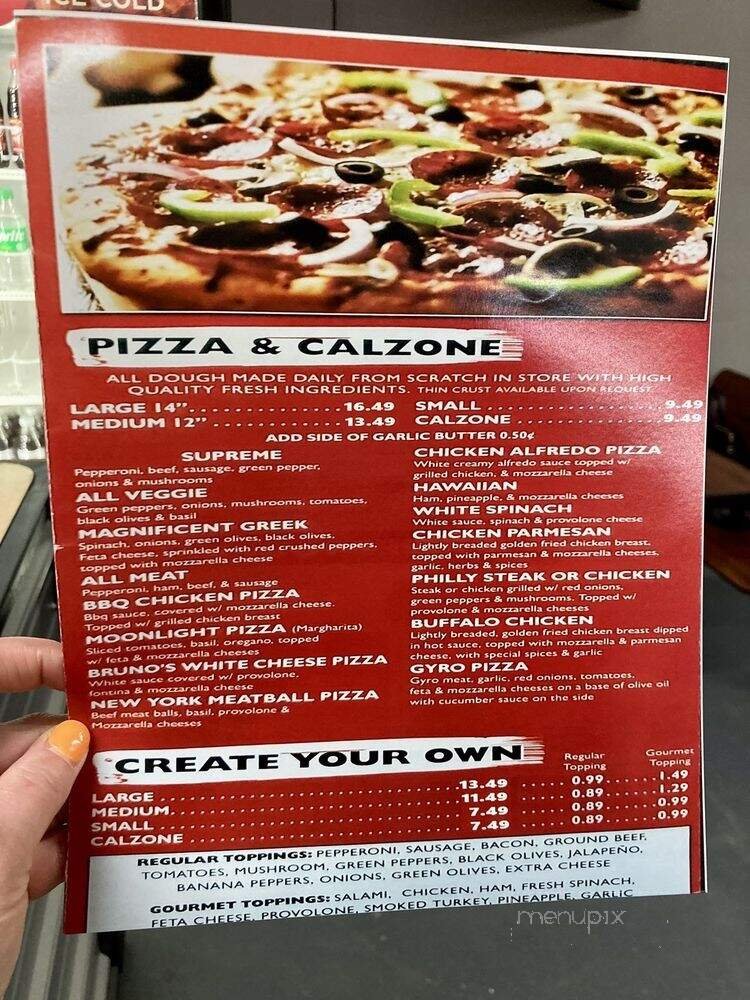 ICE COLD
PIZZA & CALZONE
ALL DOUGH MADE DAILY FROM SCRATCH IN STORE WITH HIGH
QUALITY FRESH INGREDIENTS. THIN CRUST AVAILABLE UPON REQUEST.
LARGE 14”....................16.49
MEDIUM 12”....................13.49
SMALL....................9.49
CALZONE....................9.49
ADD SIDE OF GARLIC BUTTER 0.50¢
SUPREME
Pepperoni, beef, sausage, green pepper,
onions & mushrooms
ALL VEGGIE
Green peppers, onions, mushrooms, tomatoes,
black olives & basil
MAGNIFICENT GREEK
Spinach, onions, green olives, black olives,
Feta cheese, sprinkled with red crushed peppers,
topped with mozzarella cheese
ALL MEAT
Pepperoni, ham, beef, & sausage
BBQ CHICKEN PIZZA
Bbq sauce, covered w/ mozzarella cheese.
Topped w/ grilled chicken breast
MOONLIGHT PIZZA (Margharita)
Sliced tomatoes, basil, oregano, topped
w/ feta & mozzarella cheeses
BRUNO'S WHITE CHEESE PIZZA
White sauce covered w/ provolone,
fontina & mozzarella cheese
NEW YORK MEATBALL PIZZA
Beef meat balls, basil, provolone &
Mozzarella cheeses
CHICKEN ALFREDO PIZZA
White creamy alfredo sauce topped w/
grilled chicken, & mozzarella cheese
HAWAIIAN
Ham, pineapple, & mozzarella cheeses
WHITE SPINACH
White sauce, spinach & provolone cheese
CHICKEN PARMESAN
Lightly breaded golden fried chicken breast,
topped with parmesan & mozzarella cheeses,
garlic, herbs & spices
PHILLY STEAK OR CHICKEN
Steak or chicken grilled w/ red onions,
green peppers & mushrooms. Topped w/
provolone & mozzarella cheeses
BUFFALO CHICKEN
Lightly breaded, golden fried chicken breast dipped
in hot sauce, topped with mozzarella & parmesan
cheese, with special spices & garlic
GYRO PIZZA
Gyro meat, garlic, red onions, tomatoes,
feta & mozzarella cheeses on a base of olive oil
with cucumber sauce on the side
CREATE YOUR OWN
Regular Topping
Gourmet Topping
LARGE....................13.49......0.99......1.49
MEDIUM....................11.49......0.89......1.29
SMALL....................7.49......0.89......0.99
CALZONE....................7.49......0.89......0.99
REGULAR TOPPINGS: PEPPERONI, SAUSAGE, BACON, GROUND BEEF,
TOMATOES, MUSHROOM, GREEN PEPPERS, BLACK OLIVES, JALAPEÑO,
BANANA PEPPERS, ONIONS, GREEN OLIVES, EXTRA CHEESE
GOURMET TOPPINGS: SALAMI, CHICKEN, HAM, FRESH SPINACH,
FETA CHEESE, PROVOLONE, SMOKED TURKEY, PINEAPPLE, GARLIC
menupix